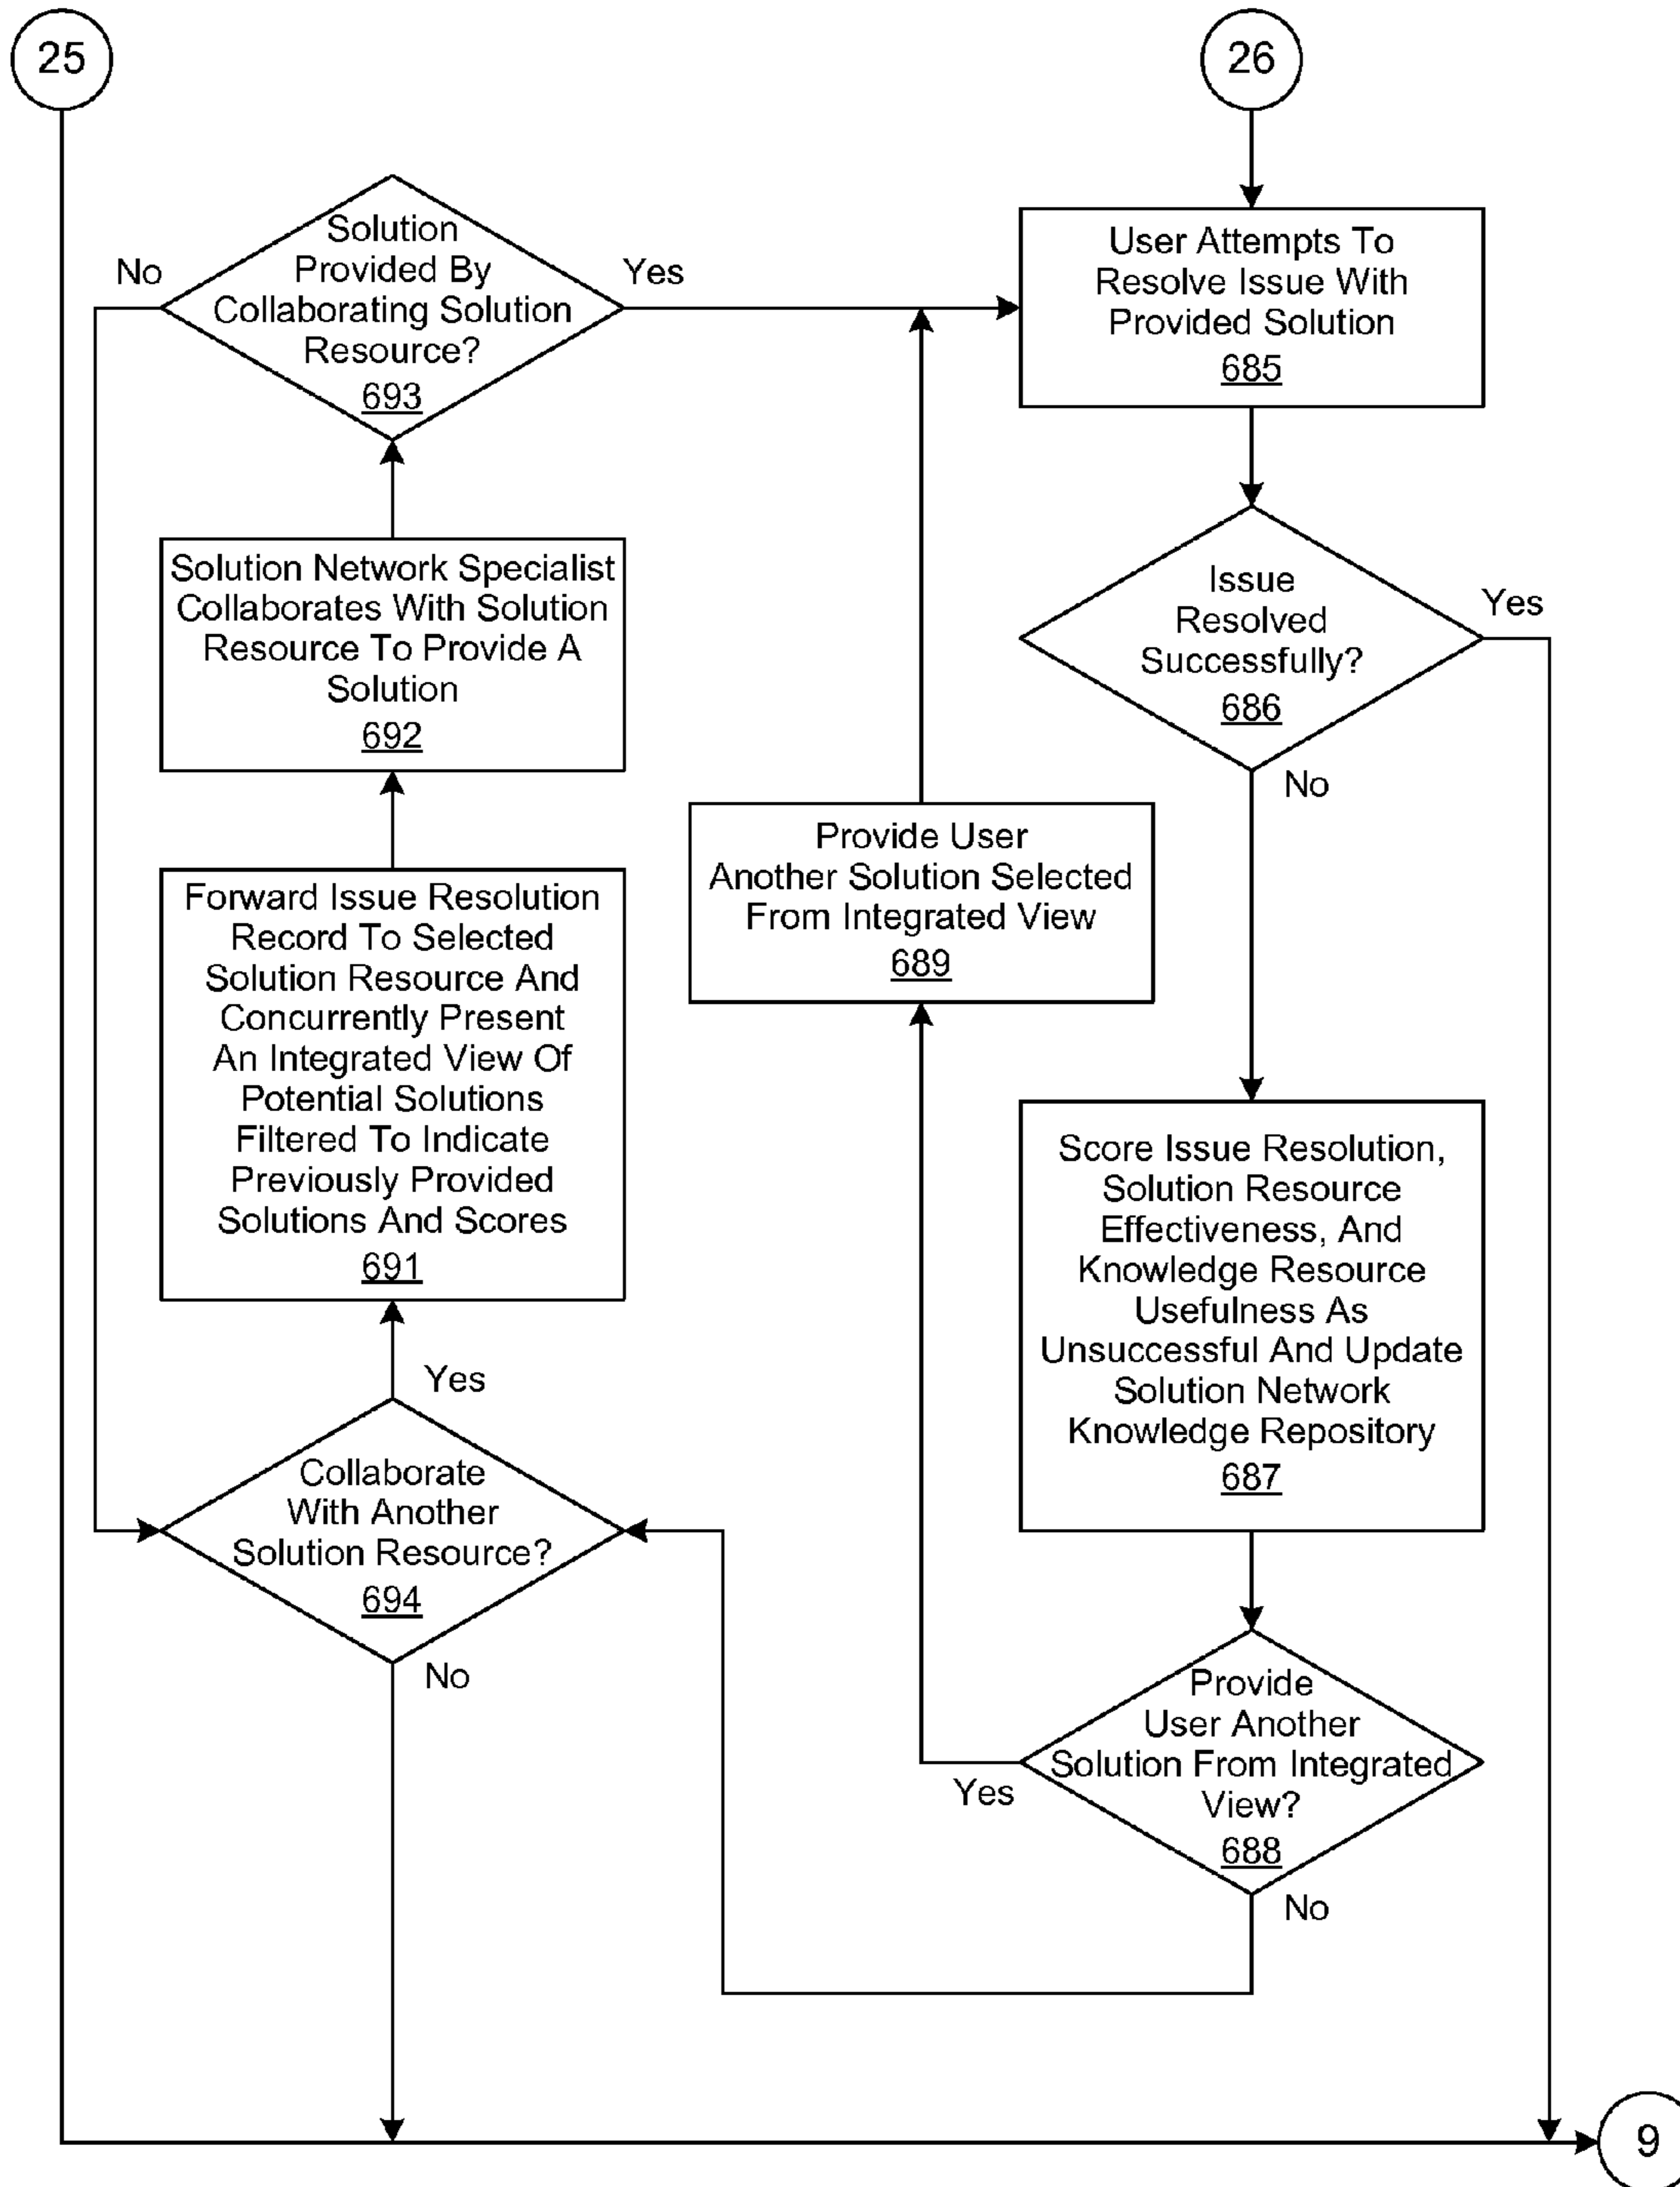 25
26
Solution
Provided By
Collaborating Solution
Resource?
693
No
Yes
User Attempts To
Resolve Issue With
Provided Solution
685
Solution Network Specialist
Collaborates With Solution
Resource To Provide A
Solution
692
Issue
Resolved
Successfully?
686
Yes
No
Provide User
Another Solution Selected
From Integrated View
689
Forward Issue Resolution
Record To Selected
Solution Resource And
Concurrently Present
An Integrated View Of
Potential Solutions
Filtered To Indicate
Previously Provided
Solutions And Scores
691
Score Issue Resolution,
Solution Resource
Effectiveness, And
Knowledge Resource
Usefulness As
Unsuccessful And Update
Solution Network
Knowledge Repository
687
Yes
Collaborate
With Another
Solution Resource?
694
No
Provide
User Another
Solution From Integrated
View?
688
Yes
No
9